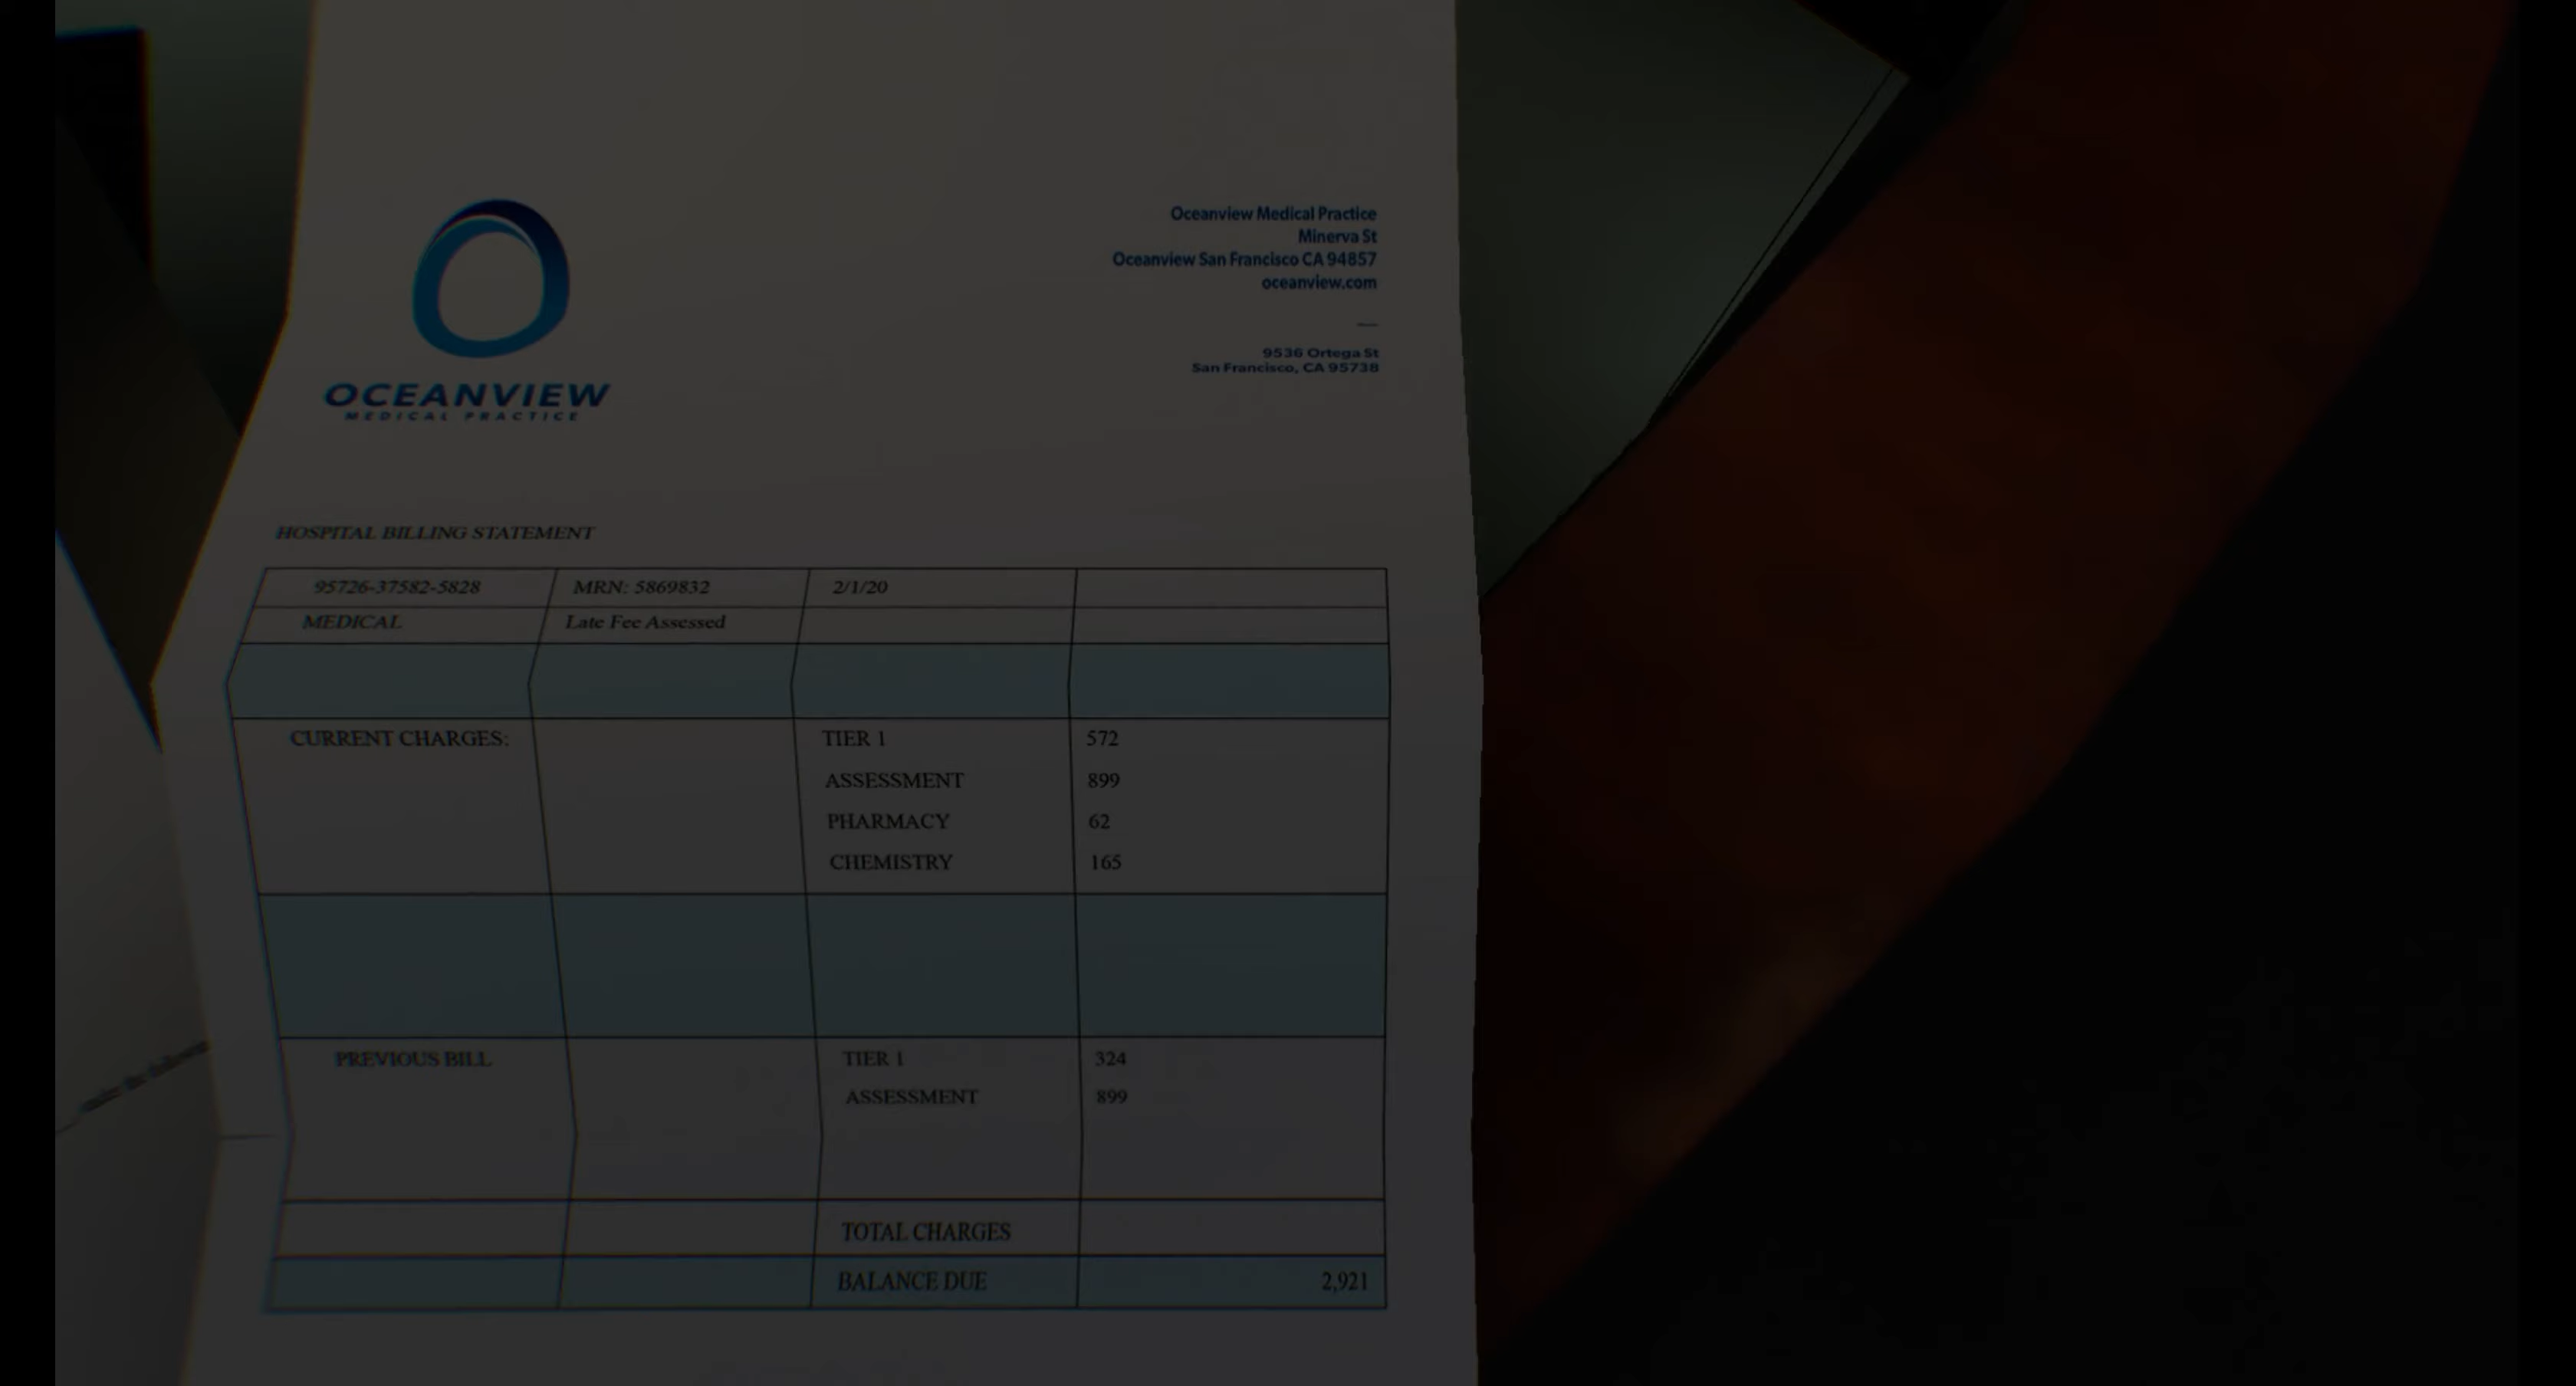 OCEANVIEW
MEDICAL PRACTICE
Oceanview Medical Practice
Minerva St
Oceanview San Francisco CA 94857
oceanview.com
—
9536 Ortega St
San Francisco, CA 95738
HOSPITAL BILLING STATEMENT
95726-37582-5828 MRN: 5869832 2/1/20
MEDICAL Late Fee Assessed
CURRENT CHARGES: TIER 1 572
ASSESSMENT 899
PHARMACY 62
CHEMISTRY 165
PREVIOUS BILL TIER 1 324
ASSESSMENT 899
TOTAL CHARGES
BALANCE DUE 2,921